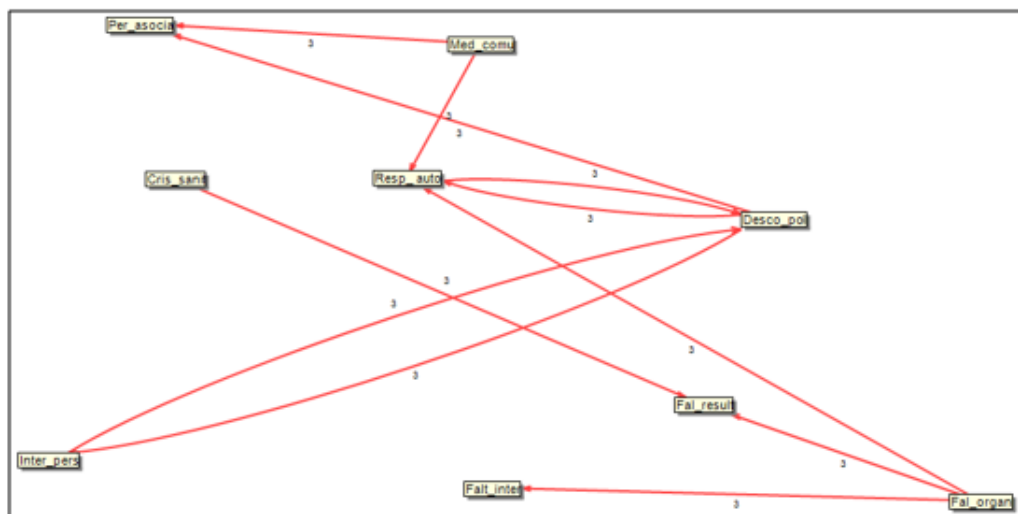 Per_asocia
3
Med_comu
3
3
Cris_sani
Resp_auto
3
3
Desco_pol
3
3
3
3
Fal_result
Inter_pers
3
Falt_inter
3
Fal_organ